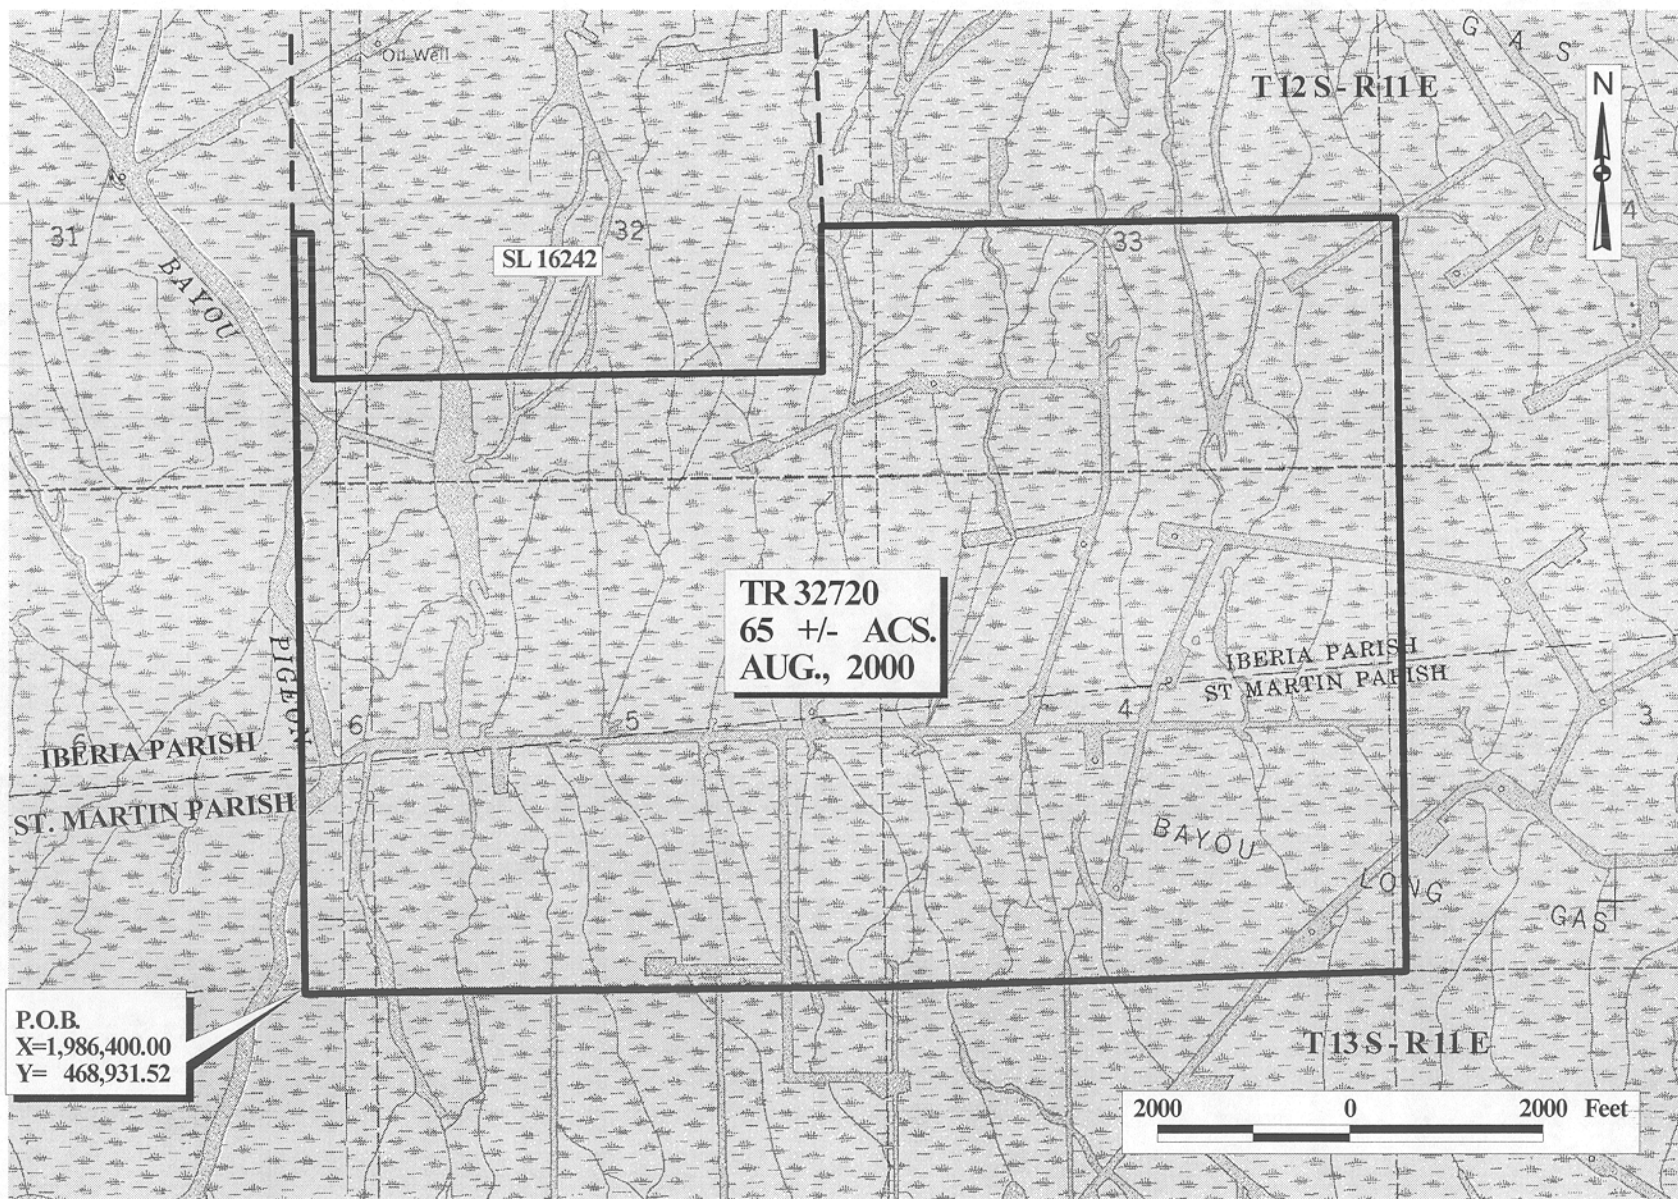 Oil Well
G A S
T 12 S - R 11 E
N
31
32
33
4
SL 16242
BAYOU
TR 32720
65 +/- ACS.
AUG., 2000
PIGEON
IBERIA PARISH
ST MARTIN PARISH
6
5
4
3
6
IBERIA PARISH
ST. MARTIN PARISH
BAYOU
LONG
GAS
P.O.B.
X=1,986,400.00
Y= 468,931.52
T 13 S - R 11 E
2000 0 2000 Feet